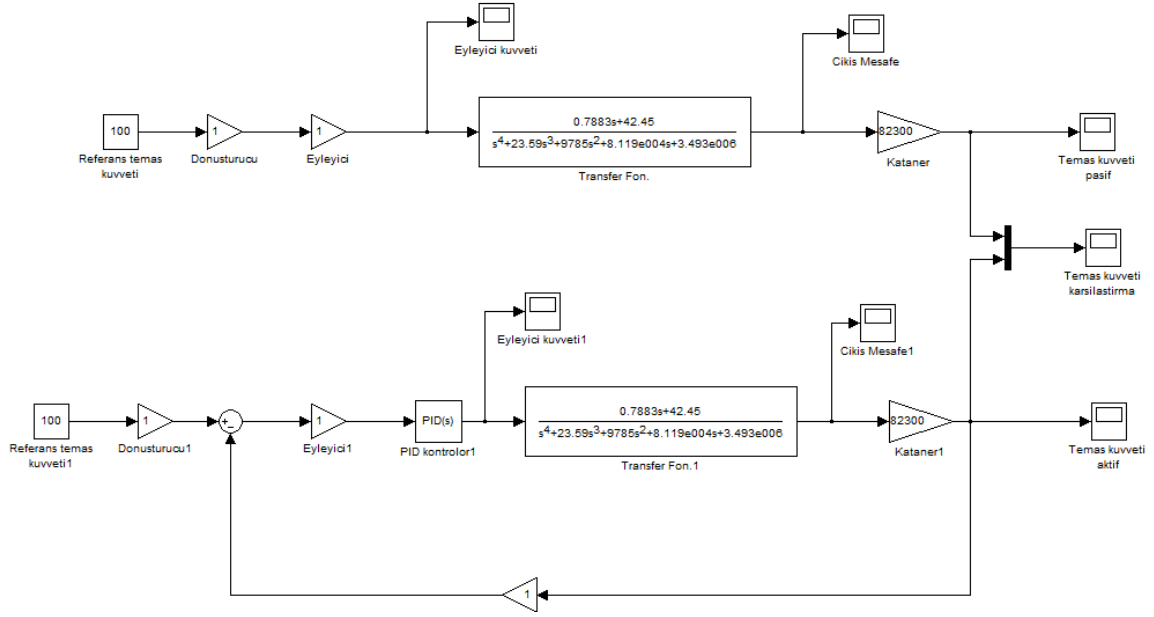 Eyleyici kuvveti
Cikis Mesafe
100
Referans temas
kuvveti
1
Donusturucu
1
Eyleyici
0.7883s+42.45
s4+23.59s3+9785s2+8.119e004s+3.493e006
Transfer Fon.
82300
Kataner
Temas kuvveti
pasif
Temas kuvveti
karsilastirma
Eyleyici kuvveti1
Cikis Mesafe1
100
Referans temas
kuvveti1
1
Donusturucu1
+
−
1
Eyleyici1
PID(s)
PID kontrolor1
0.7883s+42.45
s4+23.59s3+9785s2+8.119e004s+3.493e006
Transfer Fon.1
82300
Kataner1
Temas kuvveti
aktif
1